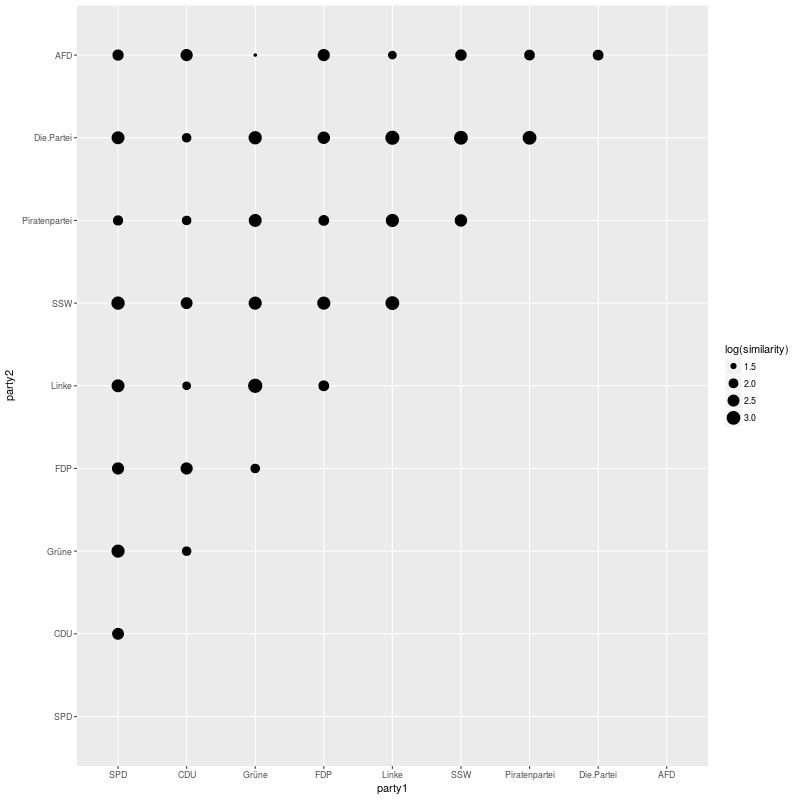 AFD
Die.Partei
Piratenpartei
SSW
Linke
FDP
Grüne
CDU
SPD
party2
SPD CDU Grüne FDP Linke SSW Piratenpartei Die.Partei AFD
party1
log(similarity)
1.5
2.0
2.5
3.0